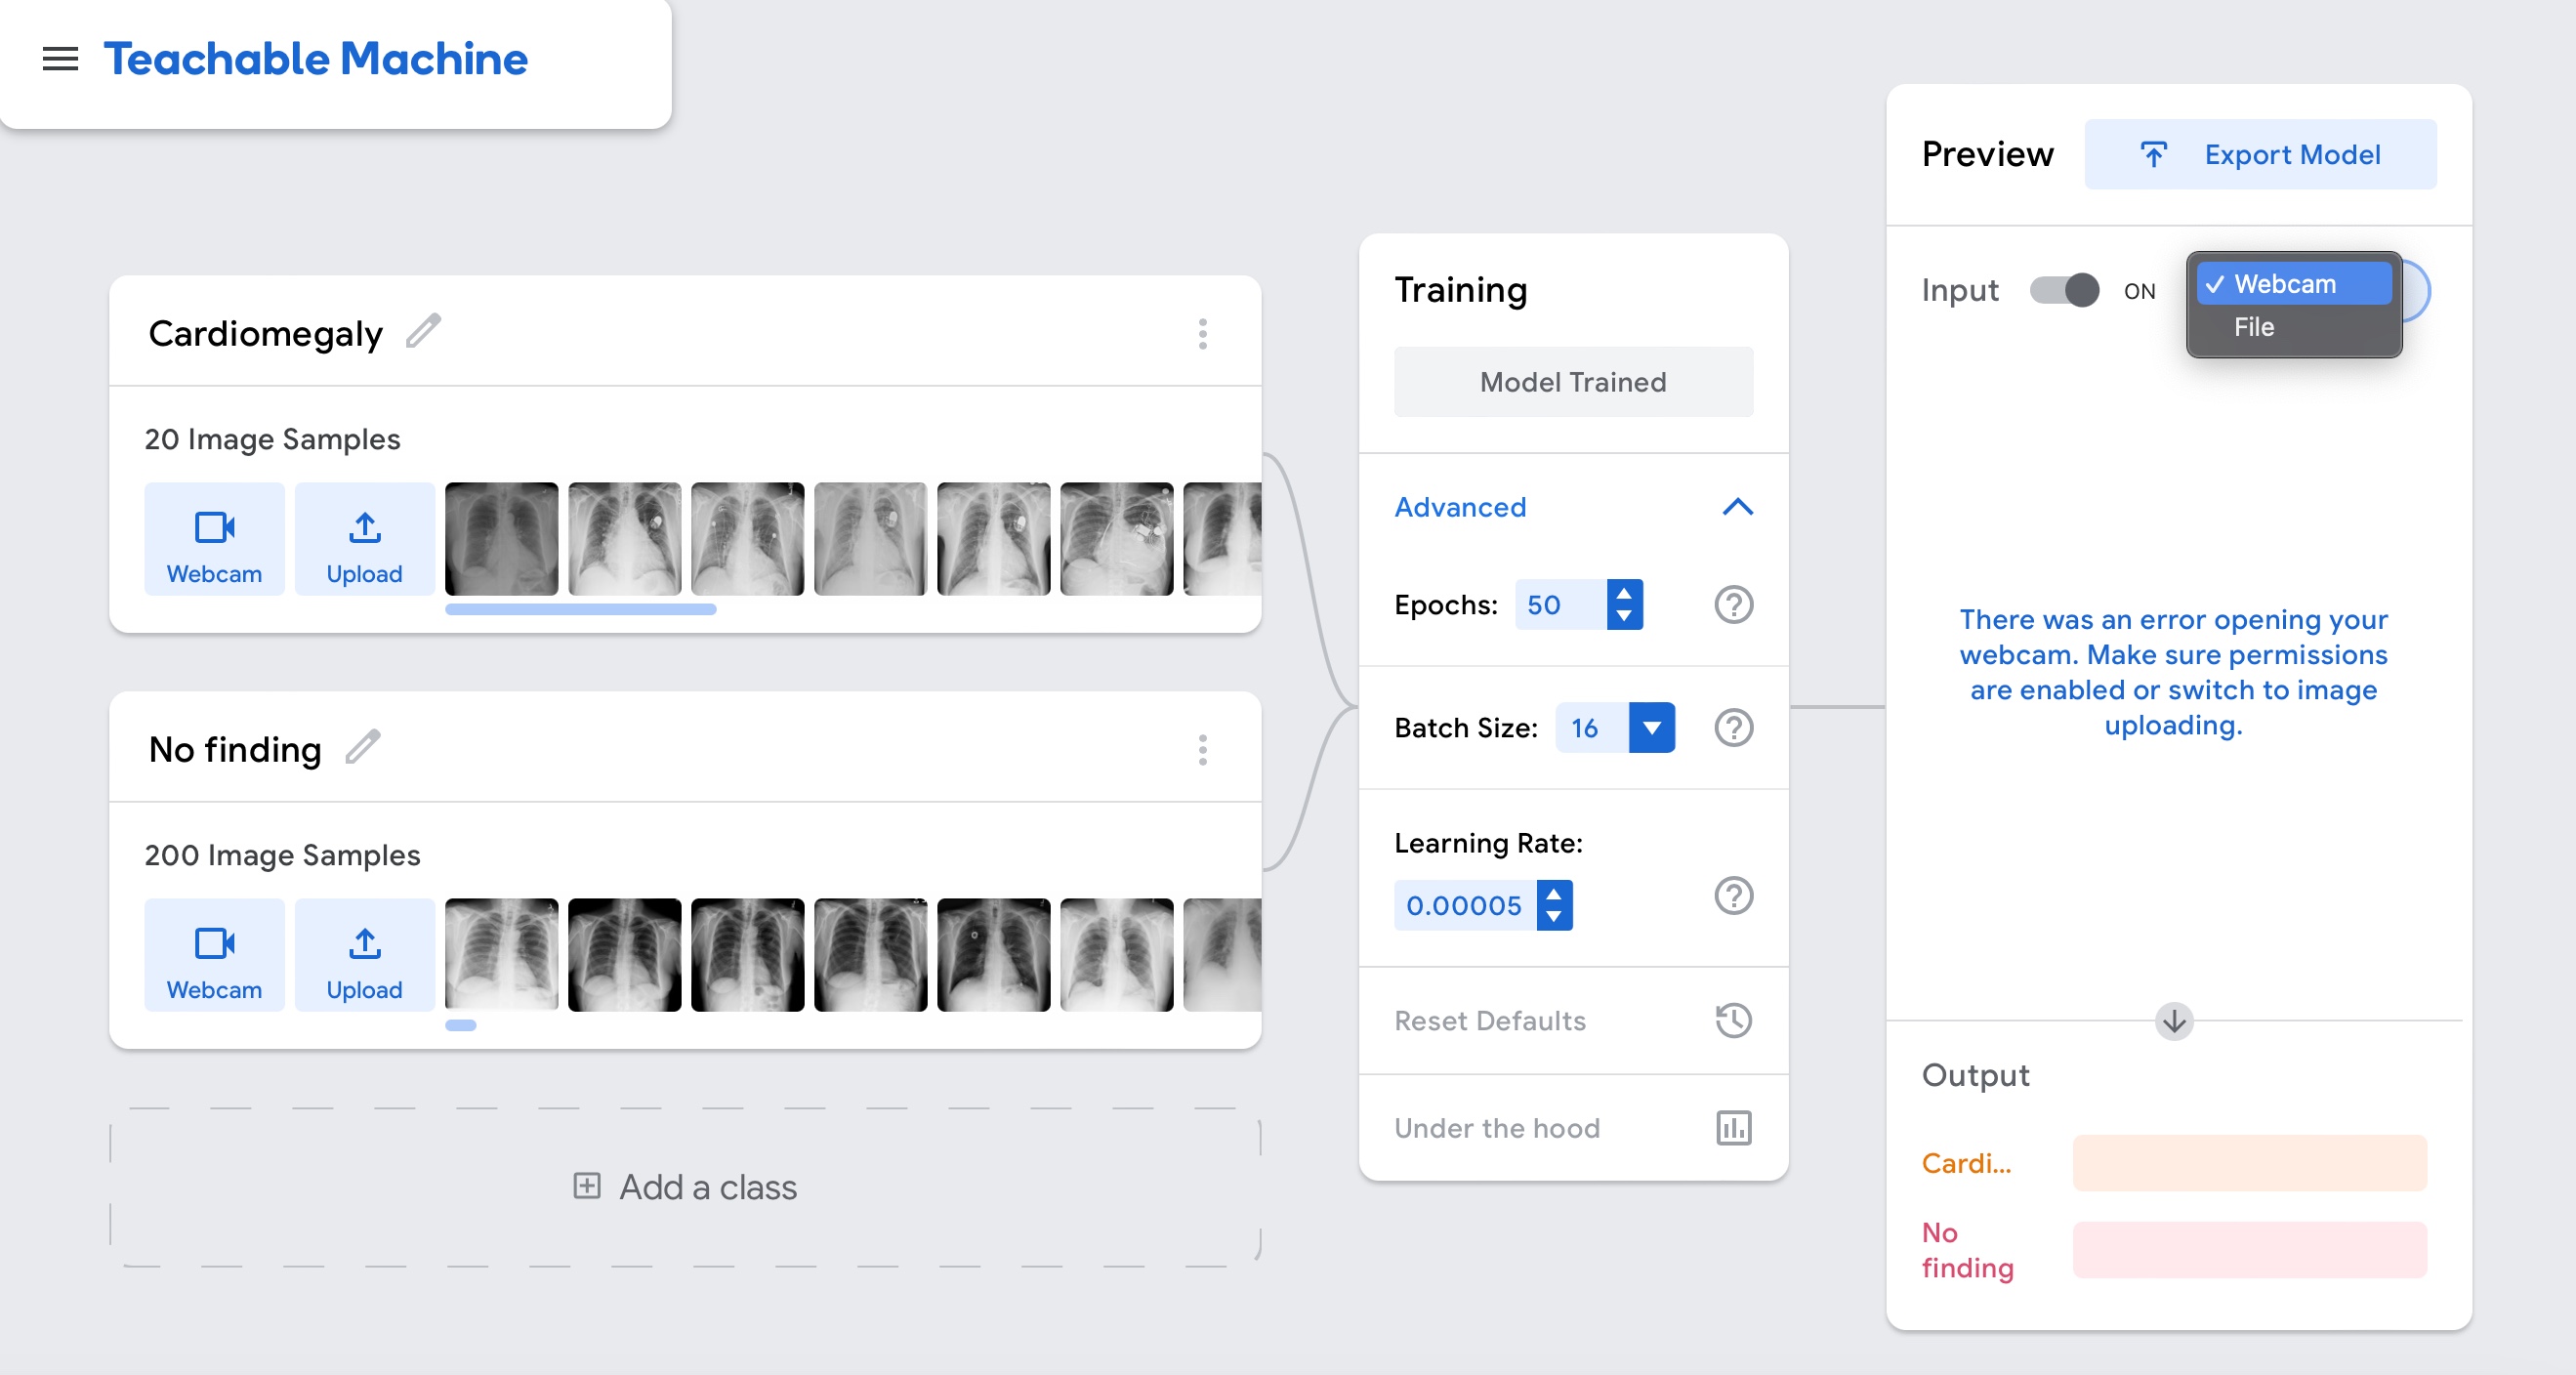 Teachable Machine
Cardiomegaly
20 Image Samples
Webcam
Upload
No finding
200 Image Samples
Webcam
Upload
Add a class
Training
Model Trained
Advanced
Epochs: 50
Batch Size: 16
Learning Rate:
0.00005
Reset Defaults
Under the hood
Preview
Export Model
Input ON
Webcam
File
There was an error opening your
webcam. Make sure permissions
are enabled or switch to image
uploading.
Output
Cardi...
No
finding